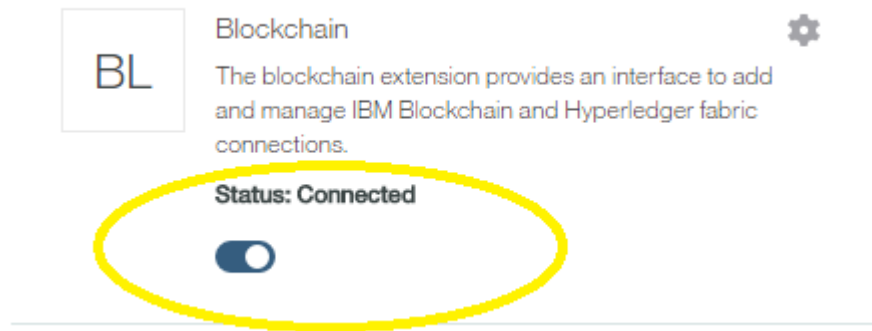 Blockchain
BL
The blockchain extension provides an interface to add
and manage IBM Blockchain and Hyperledger fabric
connections.
Status: Connected